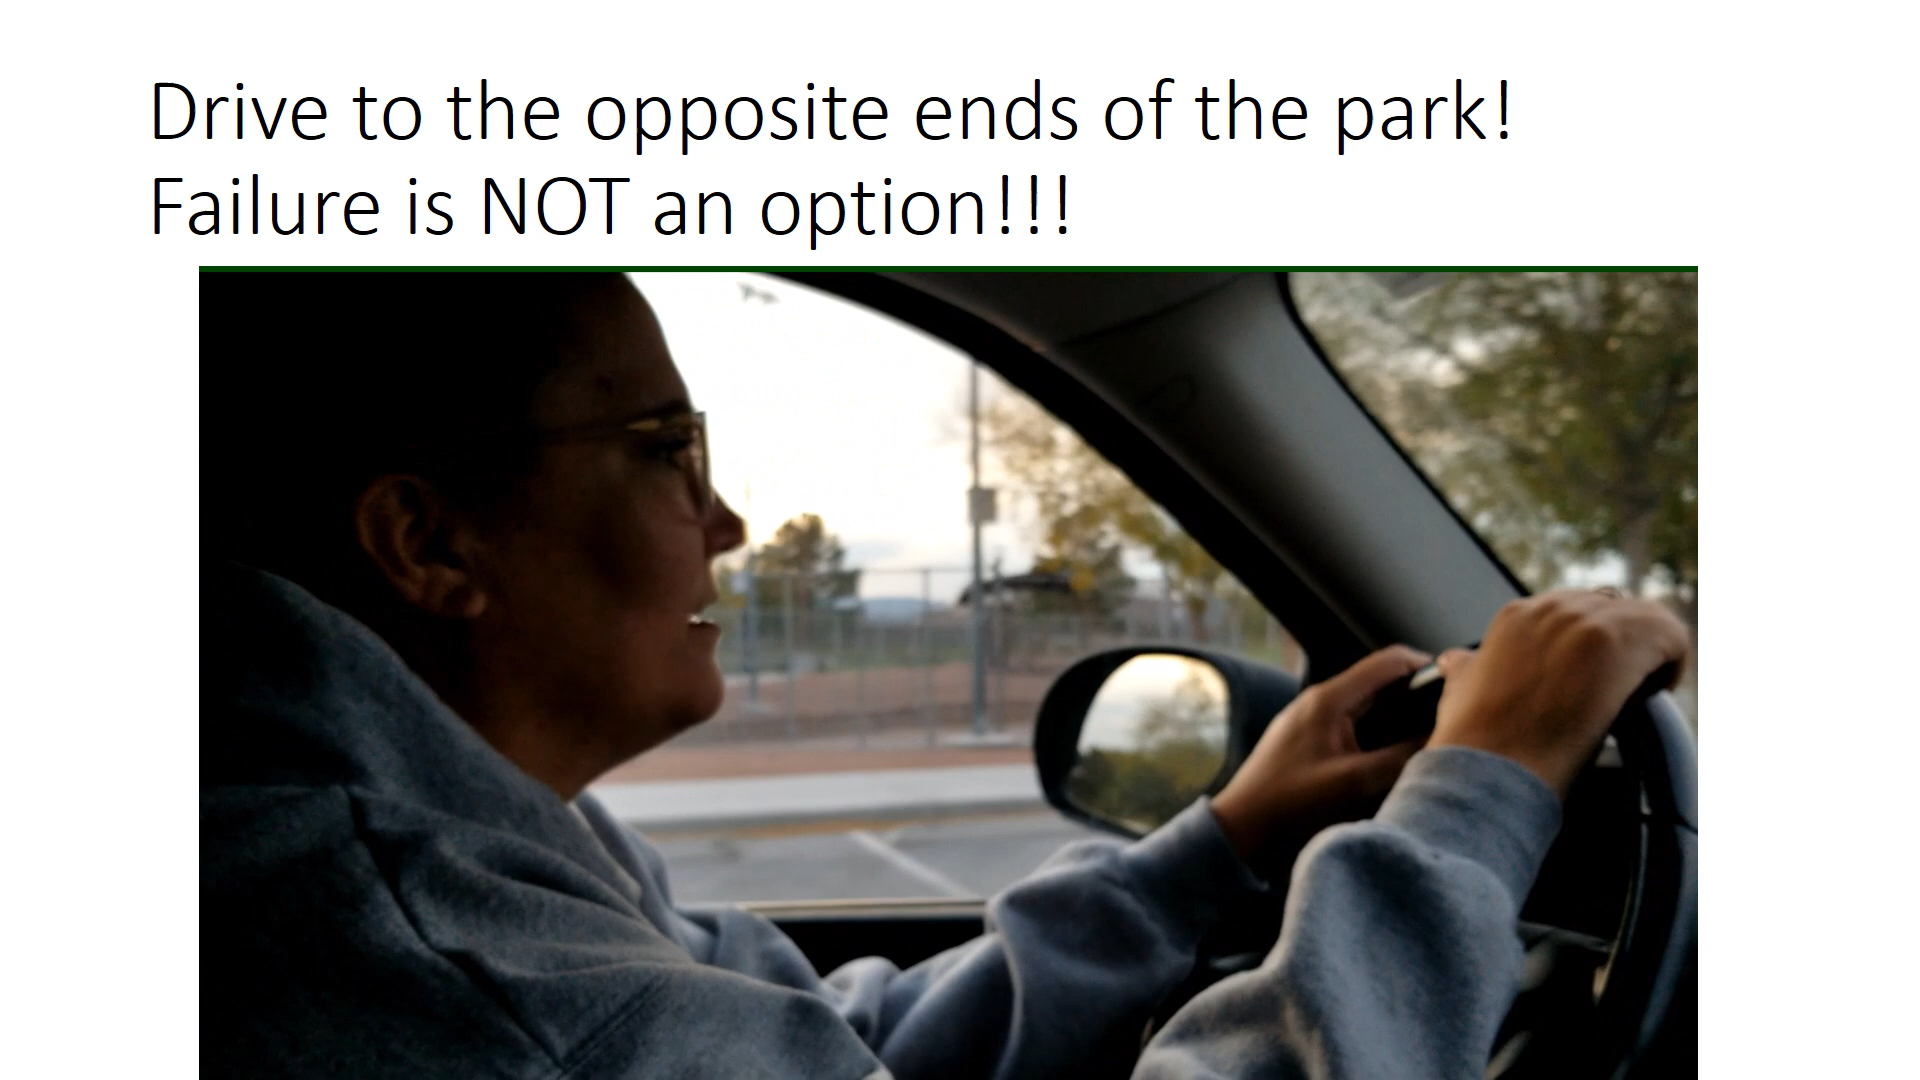 Drive to the opposite ends of the park!
Failure is NOT an option!!!